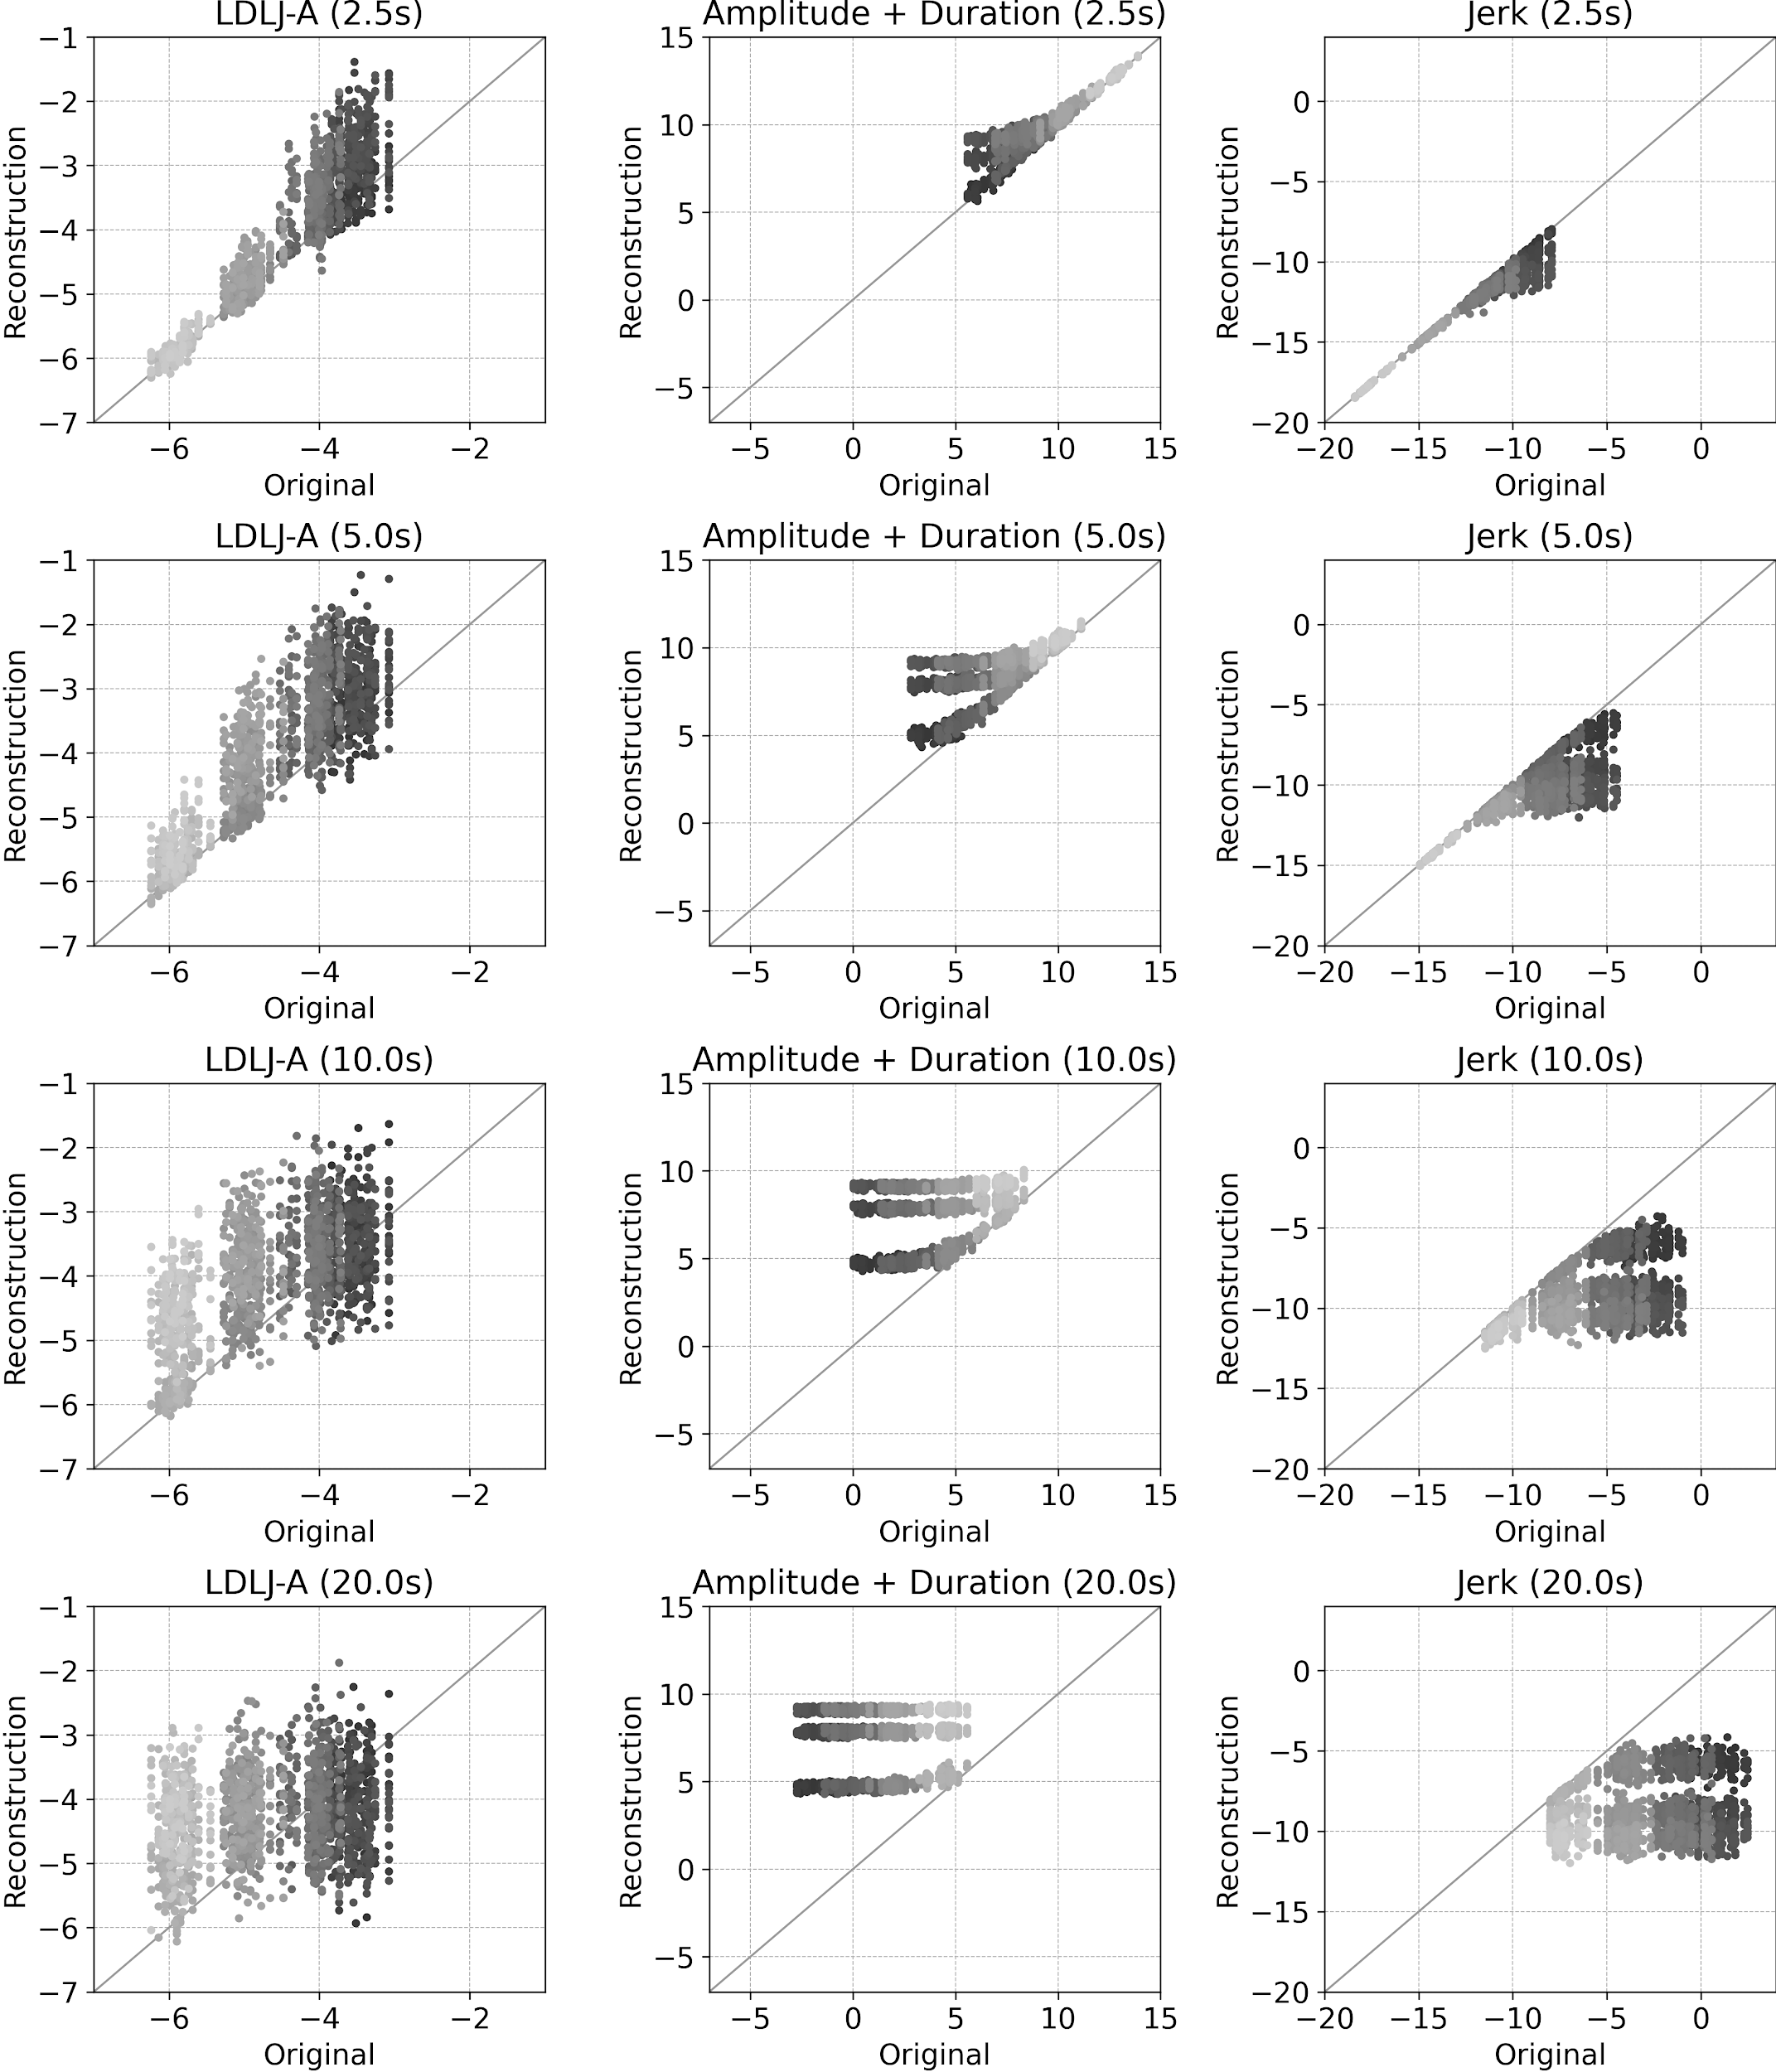 LDLJ-A (2.5s)
−1
−2
−3
−4
−5
−6
−7
−6 −4 −2
Reconstruction
Original
Amplitude + Duration (2.5s)
15
10
5
0
−5
−5 0 5 10 15
Reconstruction
Original
Jerk (2.5s)
0
−5
−10
−15
−20
−20 −15 −10 −5 0
Reconstruction
Original
LDLJ-A (5.0s)
−1
−2
−3
−4
−5
−6
−7
−6 −4 −2
Reconstruction
Original
Amplitude + Duration (5.0s)
15
10
5
0
−5
−5 0 5 10 15
Reconstruction
Original
Jerk (5.0s)
0
−5
−10
−15
−20
−20 −15 −10 −5 0
Reconstruction
Original
LDLJ-A (10.0s)
−1
−2
−3
−4
−5
−6
−7
−6 −4 −2
Reconstruction
Original
Amplitude + Duration (10.0s)
15
10
5
0
−5
−5 0 5 10 15
Reconstruction
Original
Jerk (10.0s)
0
−5
−10
−15
−20
−20 −15 −10 −5 0
Reconstruction
Original
LDLJ-A (20.0s)
−1
−2
−3
−4
−5
−6
−7
−6 −4 −2
Reconstruction
Original
Amplitude + Duration (20.0s)
15
10
5
0
−5
−5 0 5 10 15
Reconstruction
Original
Jerk (20.0s)
0
−5
−10
−15
−20
−20 −15 −10 −5 0
Reconstruction
Original